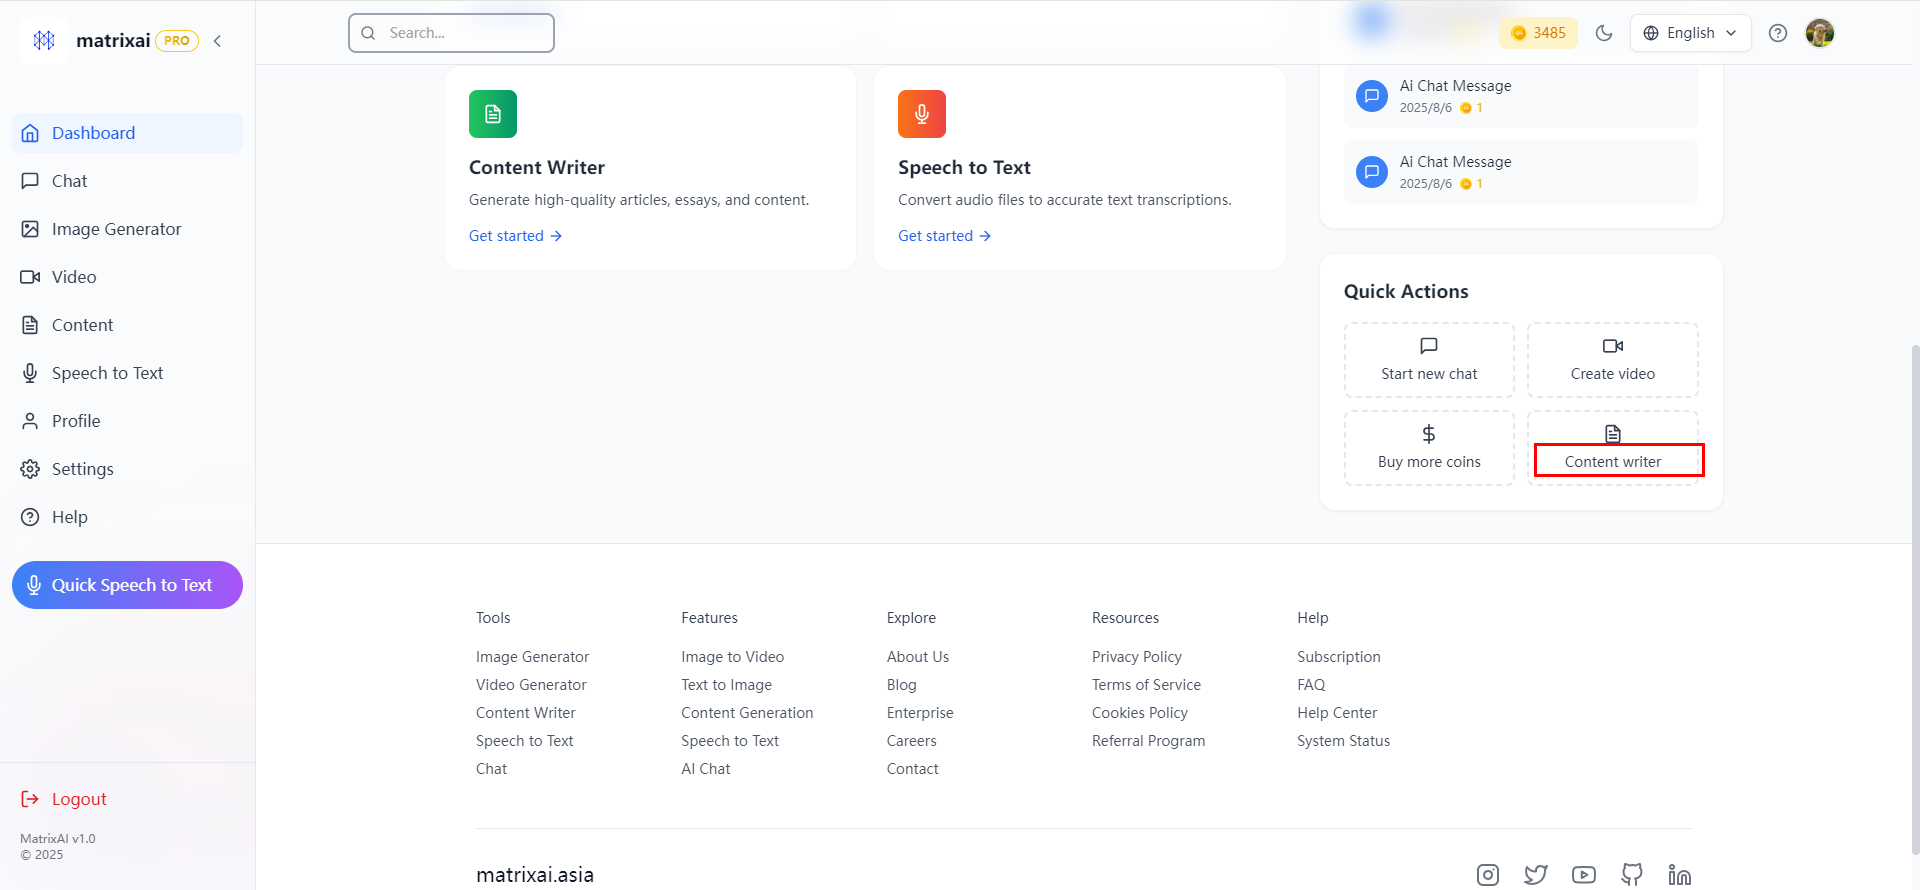 matrixai PRO
Search...
3485
English
Dashboard
Chat
Image Generator
Video
Content
Speech to Text
Profile
Settings
Help
Quick Speech to Text
Logout
MatrixAI v1.0
© 2025
Content Writer
Generate high-quality articles, essays, and content.
Get started
Speech to Text
Convert audio files to accurate text transcriptions.
Get started
Ai Chat Message
2025/8/6 1
Ai Chat Message
2025/8/6 1
Quick Actions
Start new chat
Create video
Buy more coins
Content writer
Tools
Image Generator
Video Generator
Content Writer
Speech to Text
Chat
Features
Image to Video
Text to Image
Content Generation
Speech to Text
AI Chat
Explore
About Us
Blog
Enterprise
Careers
Contact
Resources
Privacy Policy
Terms of Service
Cookies Policy
Referral Program
Help
Subscription
FAQ
Help Center
System Status
matrixai.asia